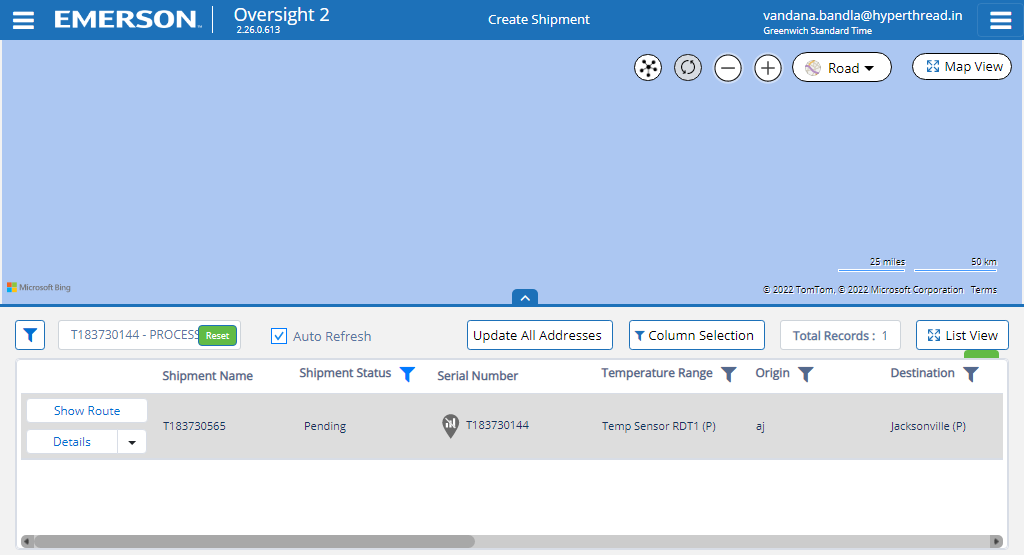 EMERSON
Oversight 2
2.26.0.613
Create Shipment
vandana.bandla@hyperthread.in
Greenwich Standard Time
Road
Map View
25 miles
50 km
Microsoft Bing
© 2022 TomTom, © 2022 Microsoft Corporation Terms
T183730144 - PROCESS
Reset
Auto Refresh
Update All Addresses
Column Selection
Total Records : 1
List View
Shipment Name
Shipment Status
Serial Number
Temperature Range
Origin
Destination
Show Route
Details
T183730565
Pending
T183730144
Temp Sensor RDT1 (P)
aj
Jacksonville (P)